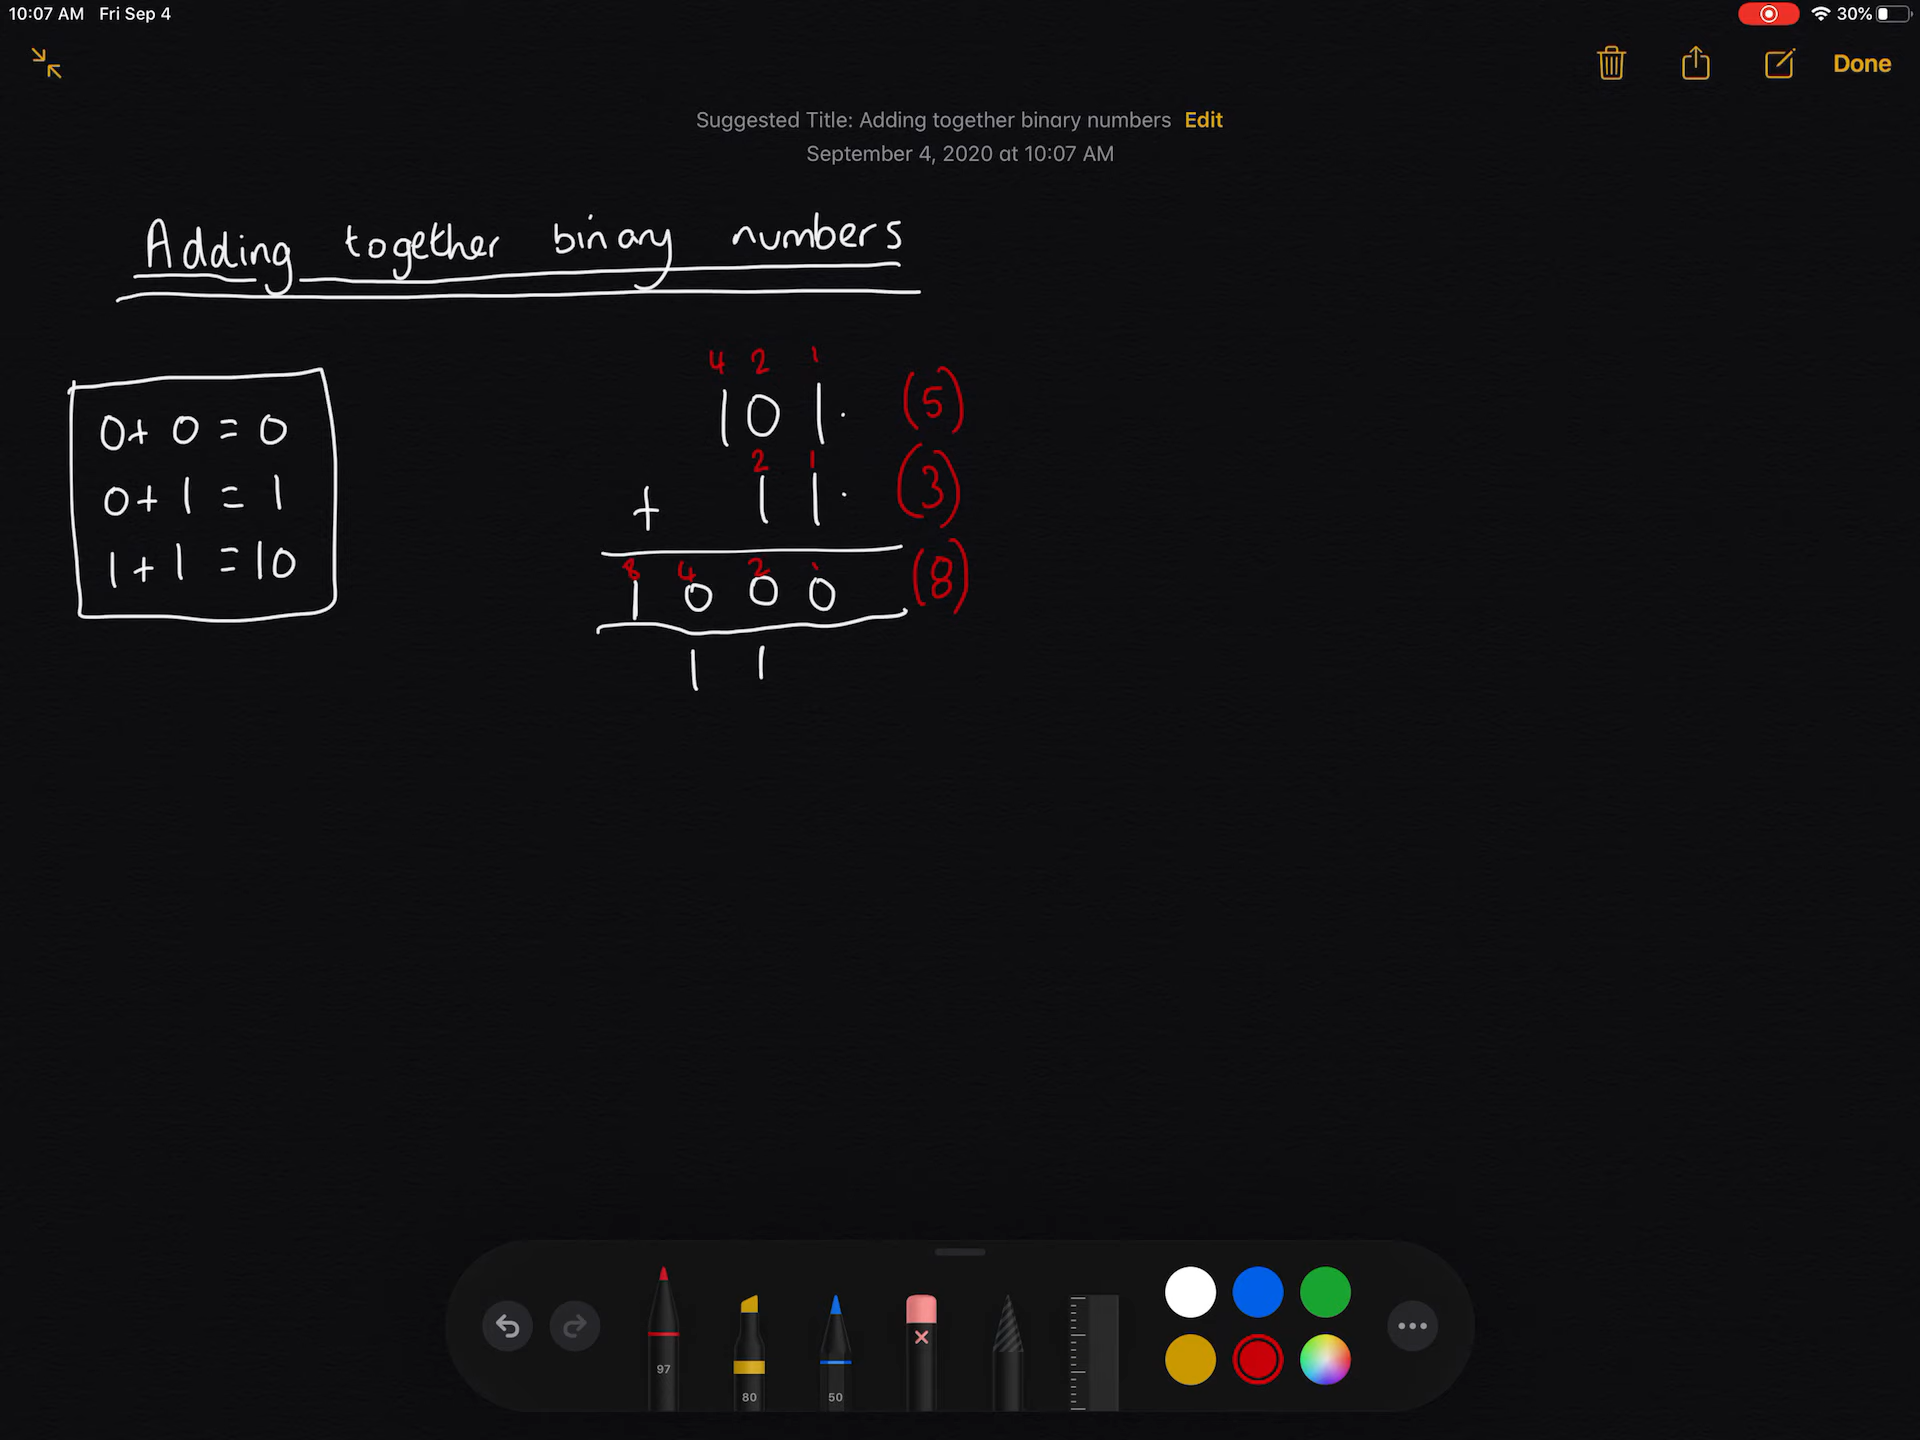 10:07 AM Fri Sep 4
30%
Done
Suggested Title: Adding together binary numbers Edit
September 4, 2020 at 10:07 AM
Adding together binary numbers
0+ 0 = 0
0+ 1 = 1
1+1 =10
4 2 1
101. (5)
2 1
+ 11. (3)
8 4 2 1
1000 (8)
1 1
97
80
50